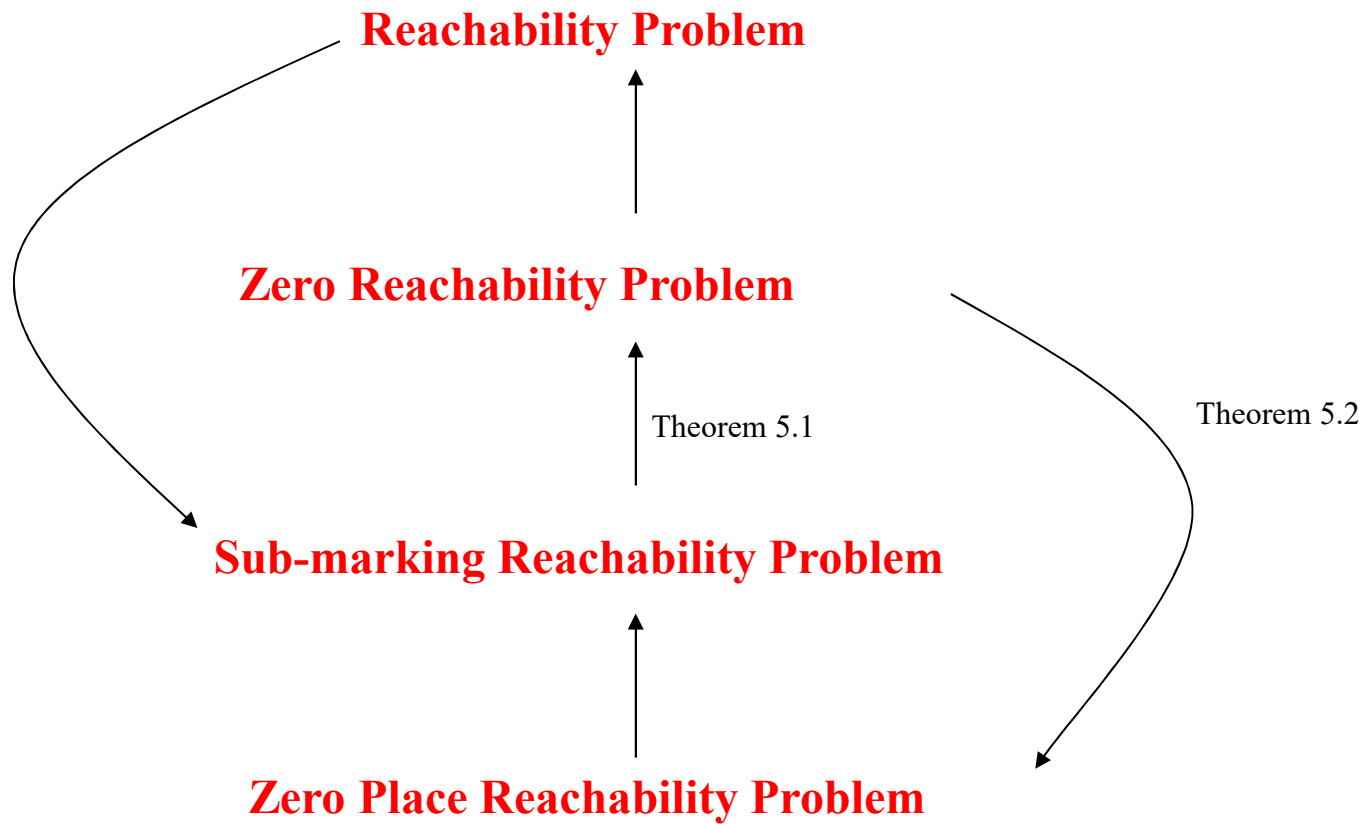 Reachability Problem
Zero Reachability Problem
Theorem 5.2
Theorem 5.1
Sub-marking Reachability Problem
Zero Place Reachability Problem